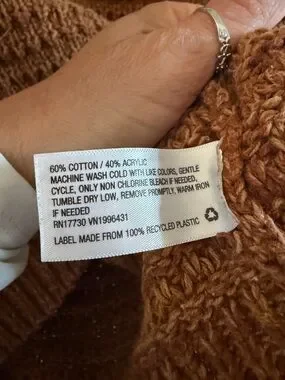 60% COTTON / 40% ACRYLIC
MACHINE WASH COLD WITH LIKE COLORS, GENTLE
CYCLE, ONLY NON CHLORINE BLEACH IF NEEDED,
TUMBLE DRY LOW, REMOVE PROMPTLY, WARM IRON
IF NEEDED
RN17730 VN1996431
LABEL MADE FROM 100% RECYCLED PLASTIC